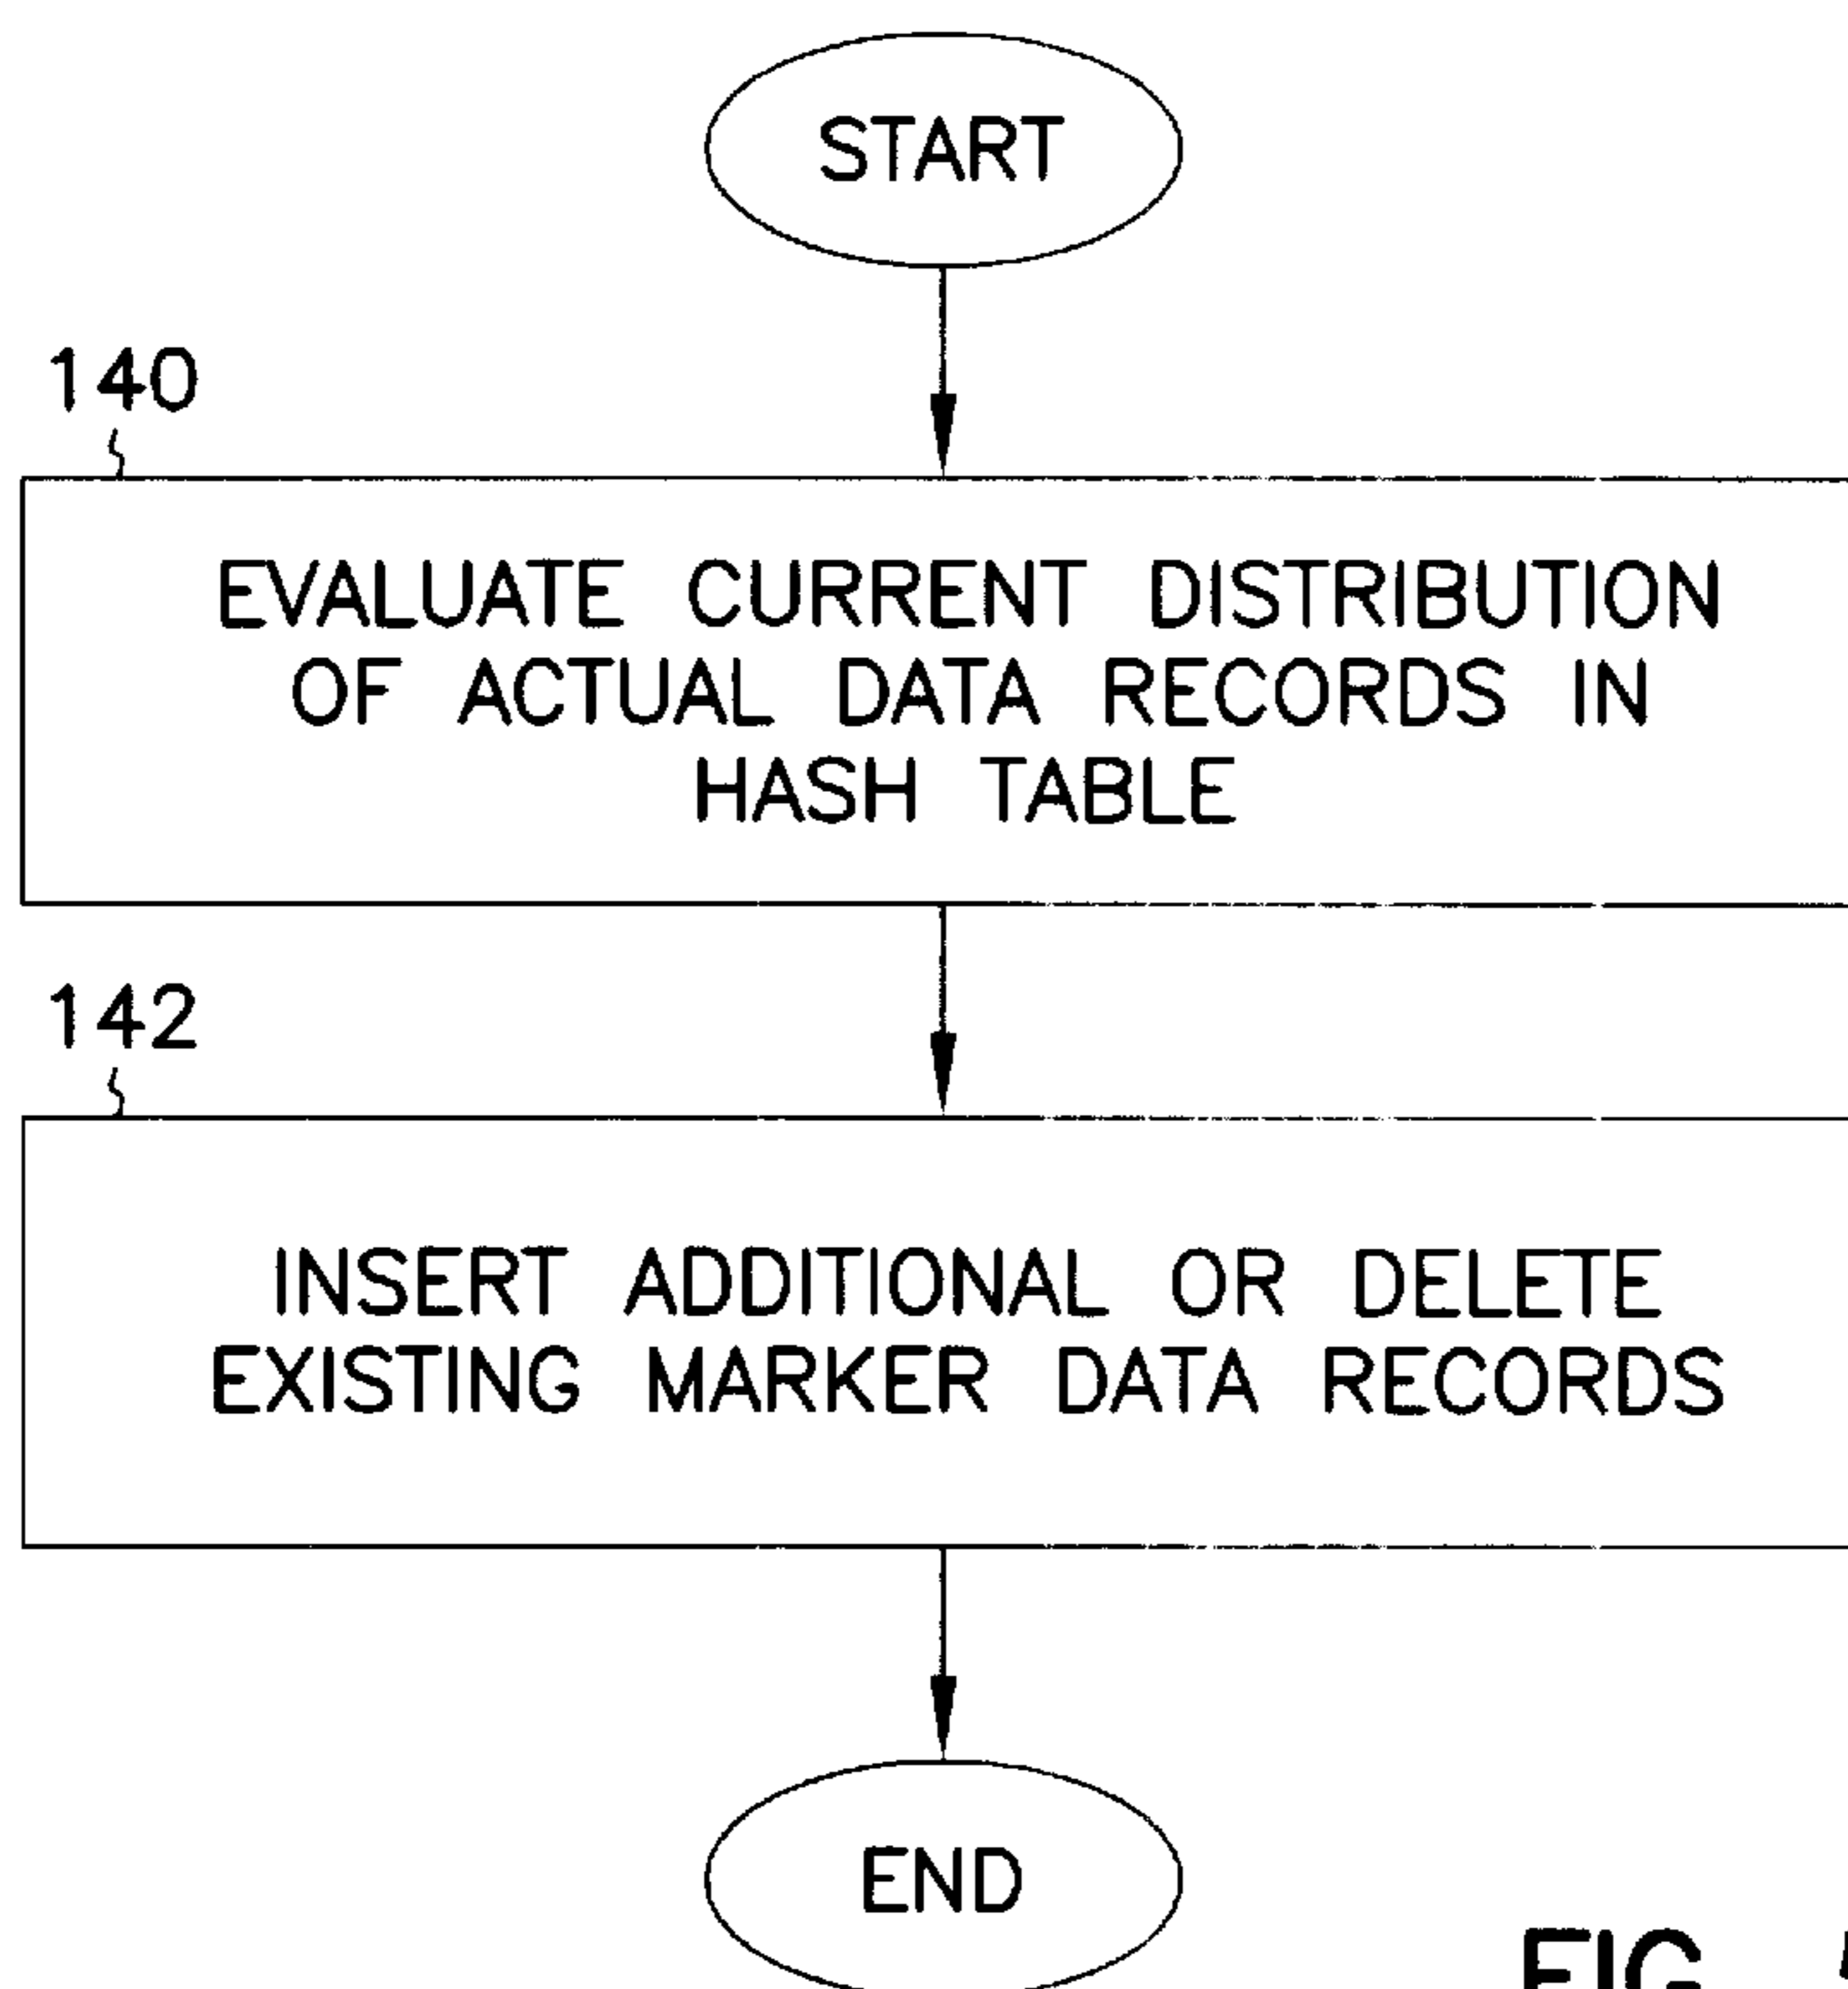 START
140
EVALUATE CURRENT DISTRIBUTION
OF ACTUAL DATA RECORDS IN
HASH TABLE
142
INSERT ADDITIONAL OR DELETE
EXISTING MARKER DATA RECORDS
END
FIG